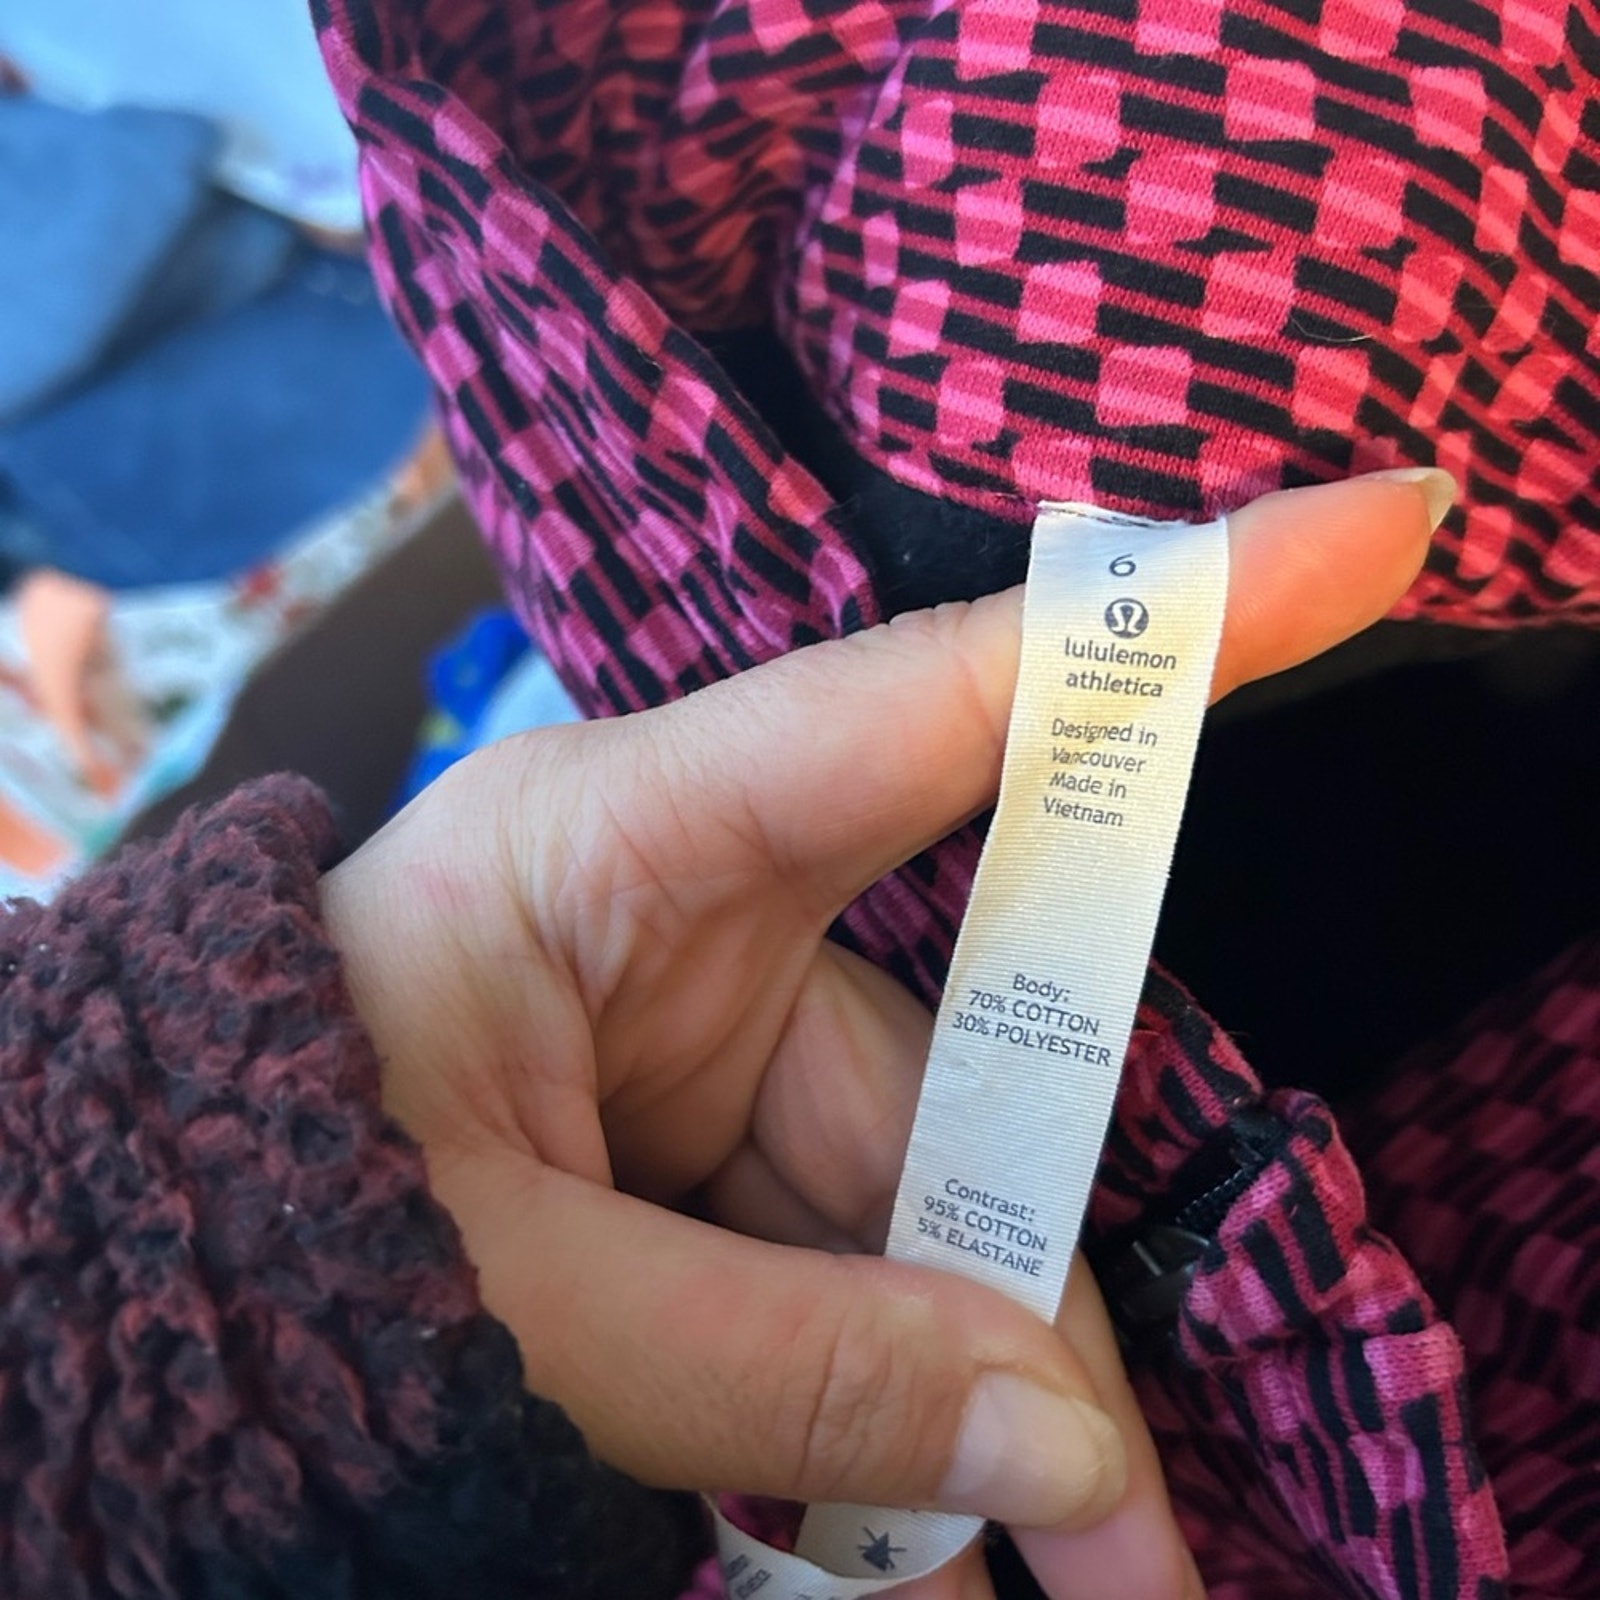 6
lululemon
athletica
Designed in
Vancouver
Made in
Vietnam
Body:
70% COTTON
30% POLYESTER
Contrast:
95% COTTON
5% ELASTANE